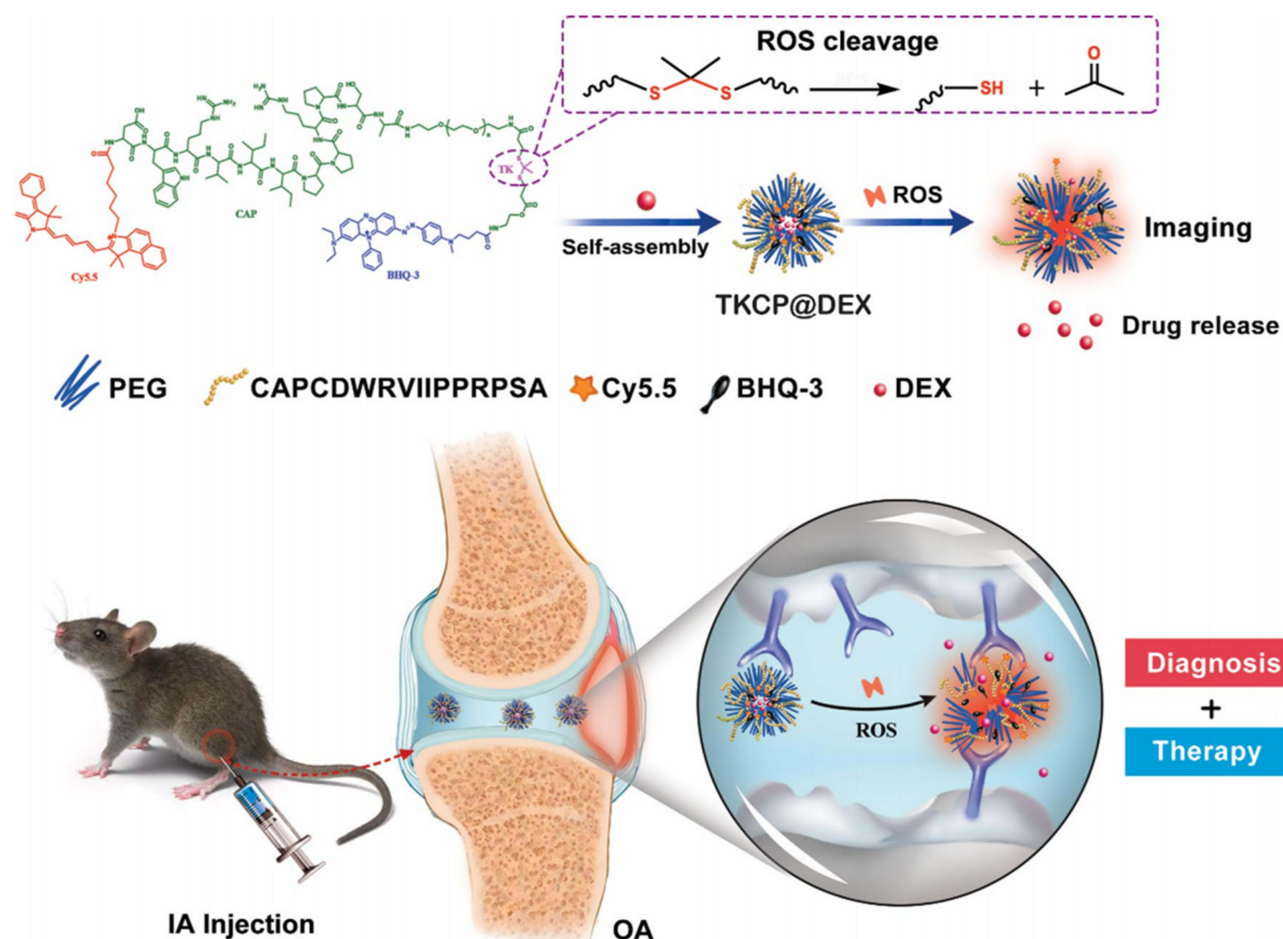 ROS cleavage
S
S
SH
+
O
TK
CAP
Cy5.5
BHQ-3
Self-assembly
ROS
TKCP@DEX
Imaging
Drug release
PEG
CAPCDWRVIIPPRPSA
Cy5.5
BHQ-3
DEX
ROS
Diagnosis
+
Therapy
IA Injection
OA